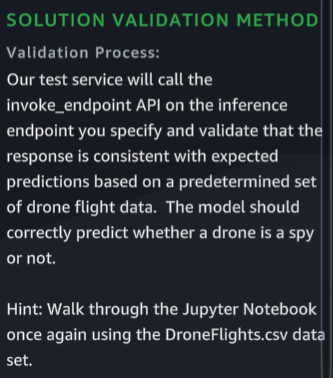 SOLUTION VALIDATION METHOD
Validation Process:
Our test service will call the
invoke_endpoint API on the inference
endpoint you specify and validate that the
response is consistent with expected
predictions based on a predetermined set
of drone flight data.  The model should
correctly predict whether a drone is a spy
or not.
Hint: Walk through the Jupyter Notebook
once again using the DroneFlights.csv data
set.